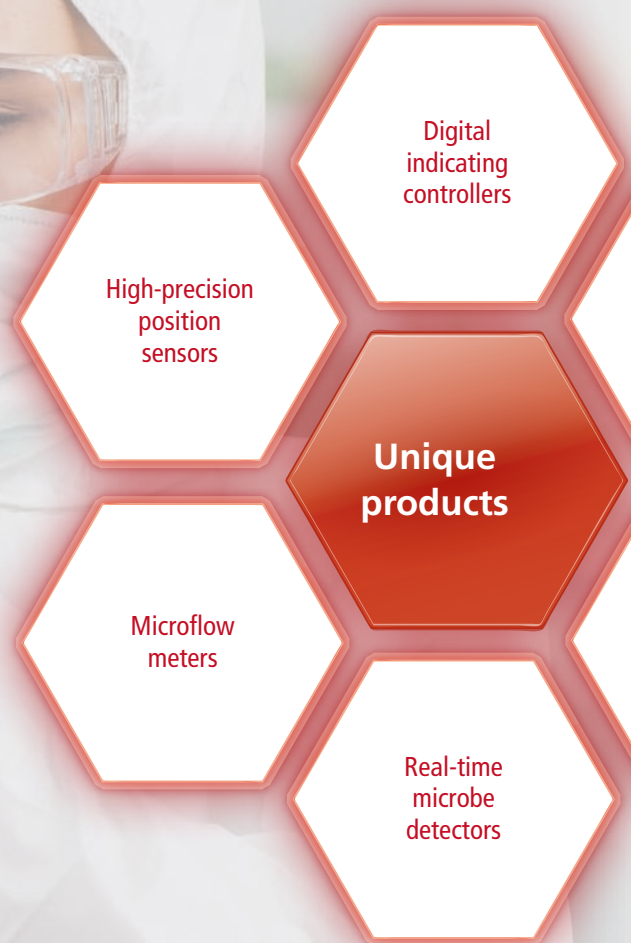 Digital
indicating
controllers
High-precision
position
sensors
Unique
products
Microflow
meters
Real-time
microbe
detectors